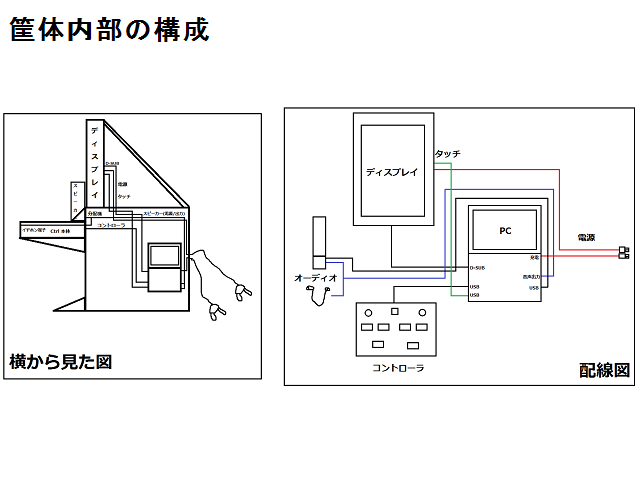 筐体内部の構成
ディスプレイ
D-SUB
電源
タッチ
スピーカ
分配機
スピーカー(電源/出力)
イヤホン端子
Ctrl 本体
コントローラ
横から見た図
ディスプレイ
タッチ
PC
電源
充電
D-SUB
音声出力
オーディオ
USB
USB
USB
コントローラ
配線図